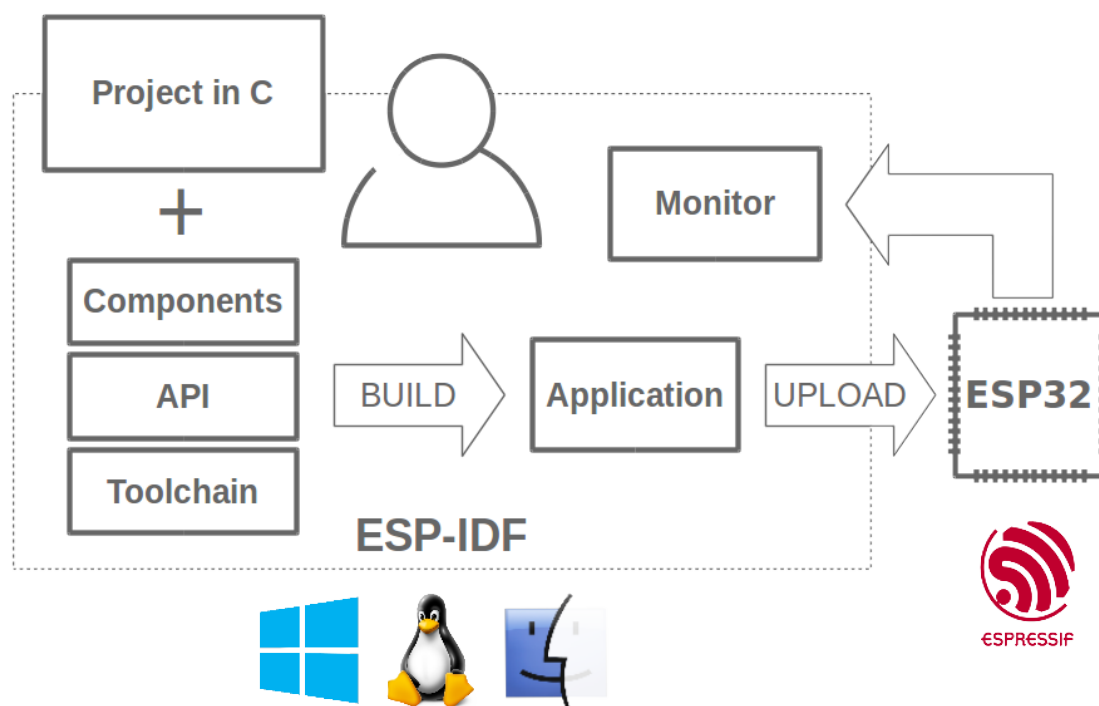 Project in C
+
Components
API
Toolchain
BUILD
Application
UPLOAD
Monitor
ESP32
ESP-IDF
ESPRESSIF